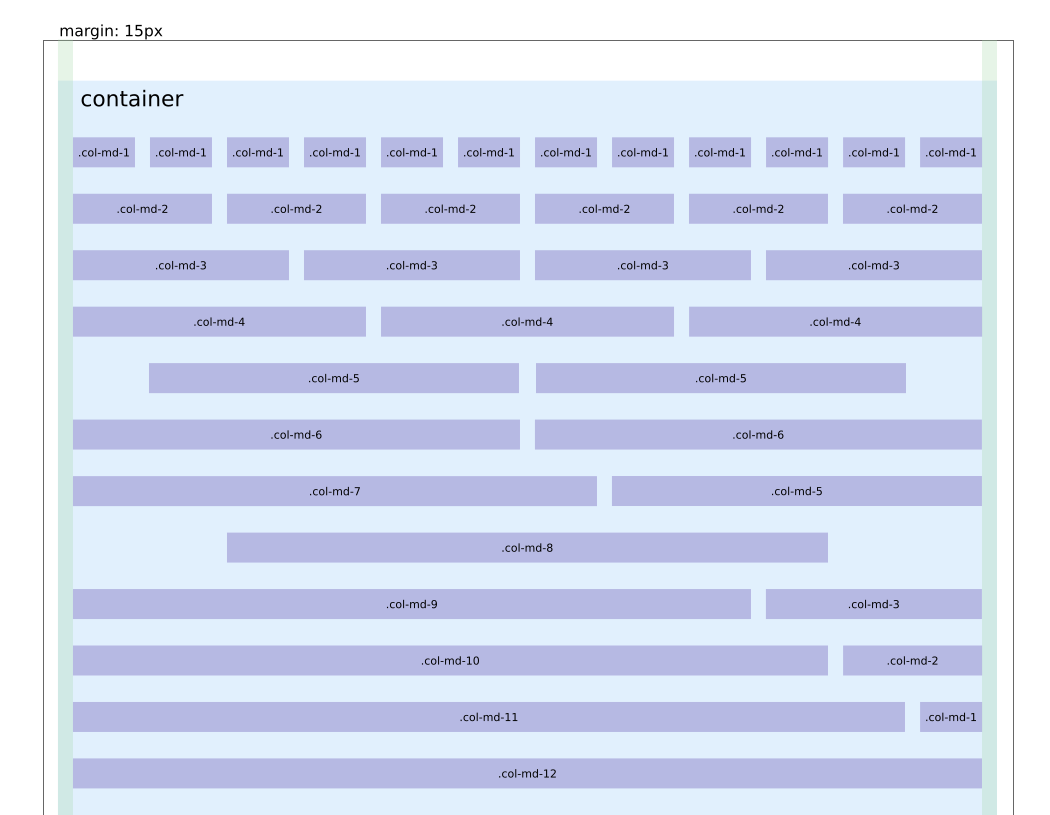 margin: 15px
container
.col-md-1 .col-md-1 .col-md-1 .col-md-1 .col-md-1 .col-md-1 .col-md-1 .col-md-1 .col-md-1 .col-md-1 .col-md-1 .col-md-1
.col-md-2 .col-md-2 .col-md-2 .col-md-2 .col-md-2 .col-md-2
.col-md-3 .col-md-3 .col-md-3 .col-md-3
.col-md-4 .col-md-4 .col-md-4
.col-md-5 .col-md-5
.col-md-6 .col-md-6
.col-md-7 .col-md-5
.col-md-8
.col-md-9 .col-md-3
.col-md-10 .col-md-2
.col-md-11 .col-md-1
.col-md-12